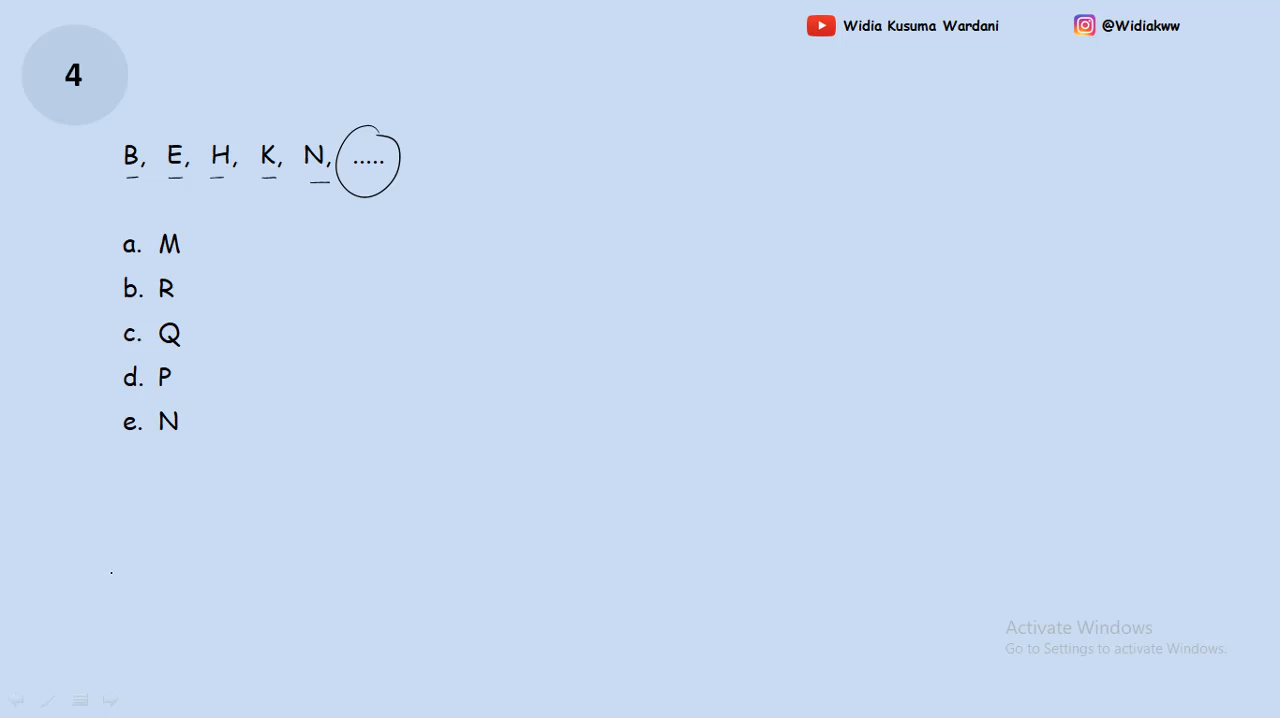 Widia Kusuma Wardani @Widiakww
4
B, E, H, K, N, .....
a. M
b. R
c. Q
d. P
e. N
Activate Windows
Go to Settings to activate Windows.